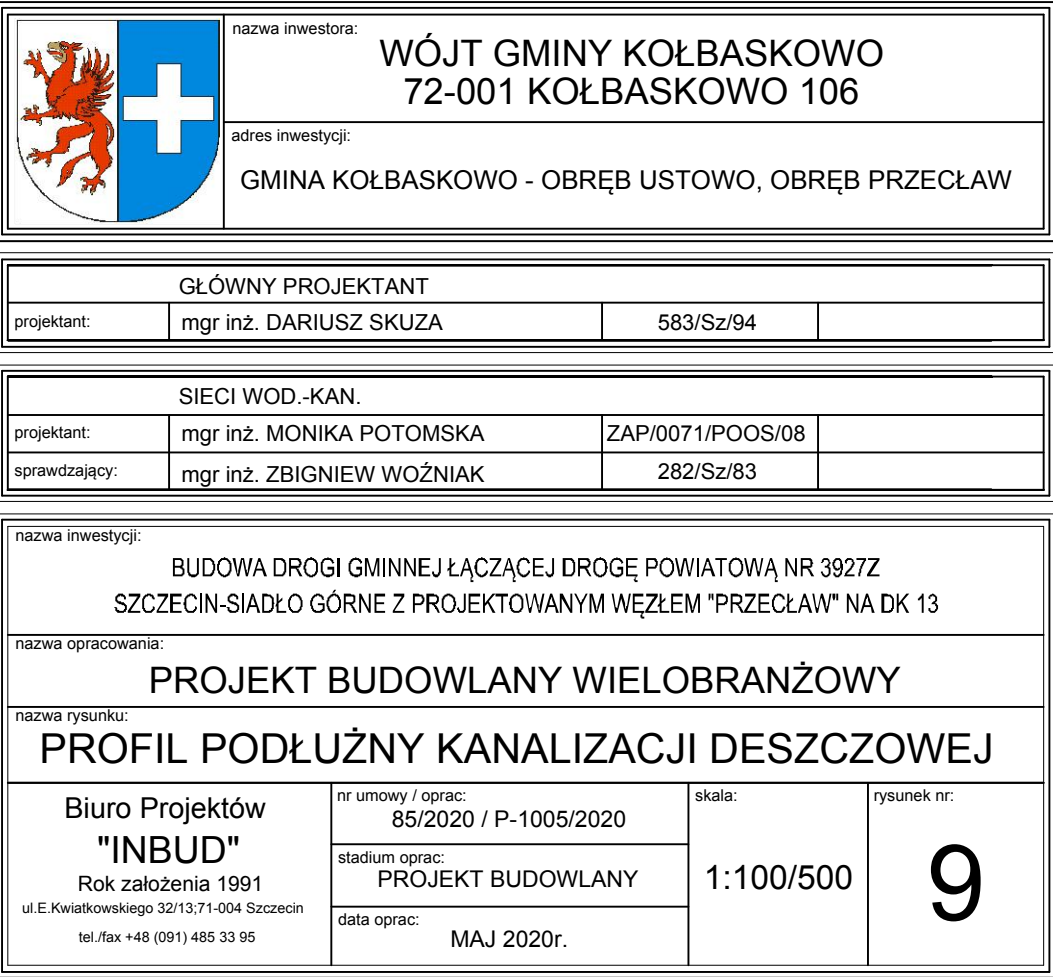 nazwa inwestora:
WÓJT GMINY KOŁBASKOWO
72-001 KOŁBASKOWO 106
adres inwestycji:
GMINA KOŁBASKOWO - OBRĘB USTOWO, OBRĘB PRZECŁAW
GŁÓWNY PROJEKTANT
projektant: mgr inż. DARIUSZ SKUZA 583/Sz/94
SIECI WOD.-KAN.
projektant: mgr inż. MONIKA POTOMSKA ZAP/0071/POOS/08
sprawdzający: mgr inż. ZBIGNIEW WOŹNIAK 282/Sz/83
nazwa inwestycji:
BUDOWA DROGI GMINNEJ ŁĄCZĄCEJ DROGĘ POWIATOWĄ NR 3927Z
SZCZECIN-SIADŁO GÓRNE Z PROJEKTOWANYM WĘZŁEM "PRZECŁAW" NA DK 13
nazwa opracowania:
PROJEKT BUDOWLANY WIELOBRANŻOWY
nazwa rysunku:
PROFIL PODŁUŻNY KANALIZACJI DESZCZOWEJ
Biuro Projektów
"INBUD"
Rok założenia 1991
ul.E.Kwiatkowskiego 32/13;71-004 Szczecin
tel./fax +48 (091) 485 33 95
nr umowy / oprac:
85/2020 / P-1005/2020
stadium oprac:
PROJEKT BUDOWLANY
data oprac:
MAJ 2020r.
skala:
1:100/500
rysunek nr:
9